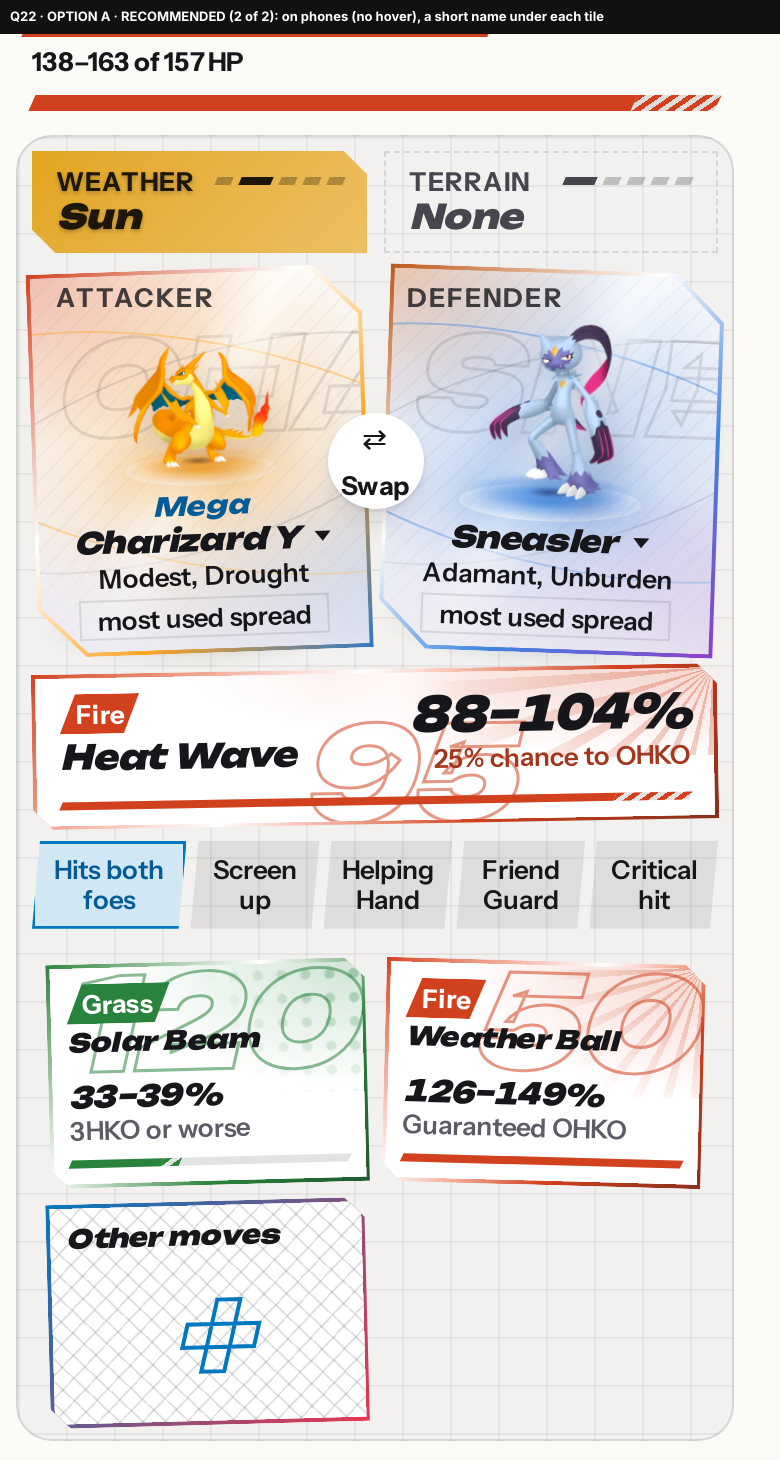 Q22 · OPTION A · RECOMMENDED (2 of 2): on phones (no hover), a short name under each tile
138–163 of 157 HP
WEATHER
Sun
TERRAIN
None
ATTACKER
CHA
Mega
Charizard Y
Modest, Drought
most used spread
DEFENDER
SNE
Sneasler
Adamant, Unburden
most used spread
⇄
Swap
Fire
Heat Wave
95
88–104%
25% chance to OHKO
Hits both
foes
Screen
up
Helping
Hand
Friend
Guard
Critical
hit
120
Grass
Solar Beam
33–39%
3HKO or worse
50
Fire
Weather Ball
126–149%
Guaranteed OHKO
Other moves